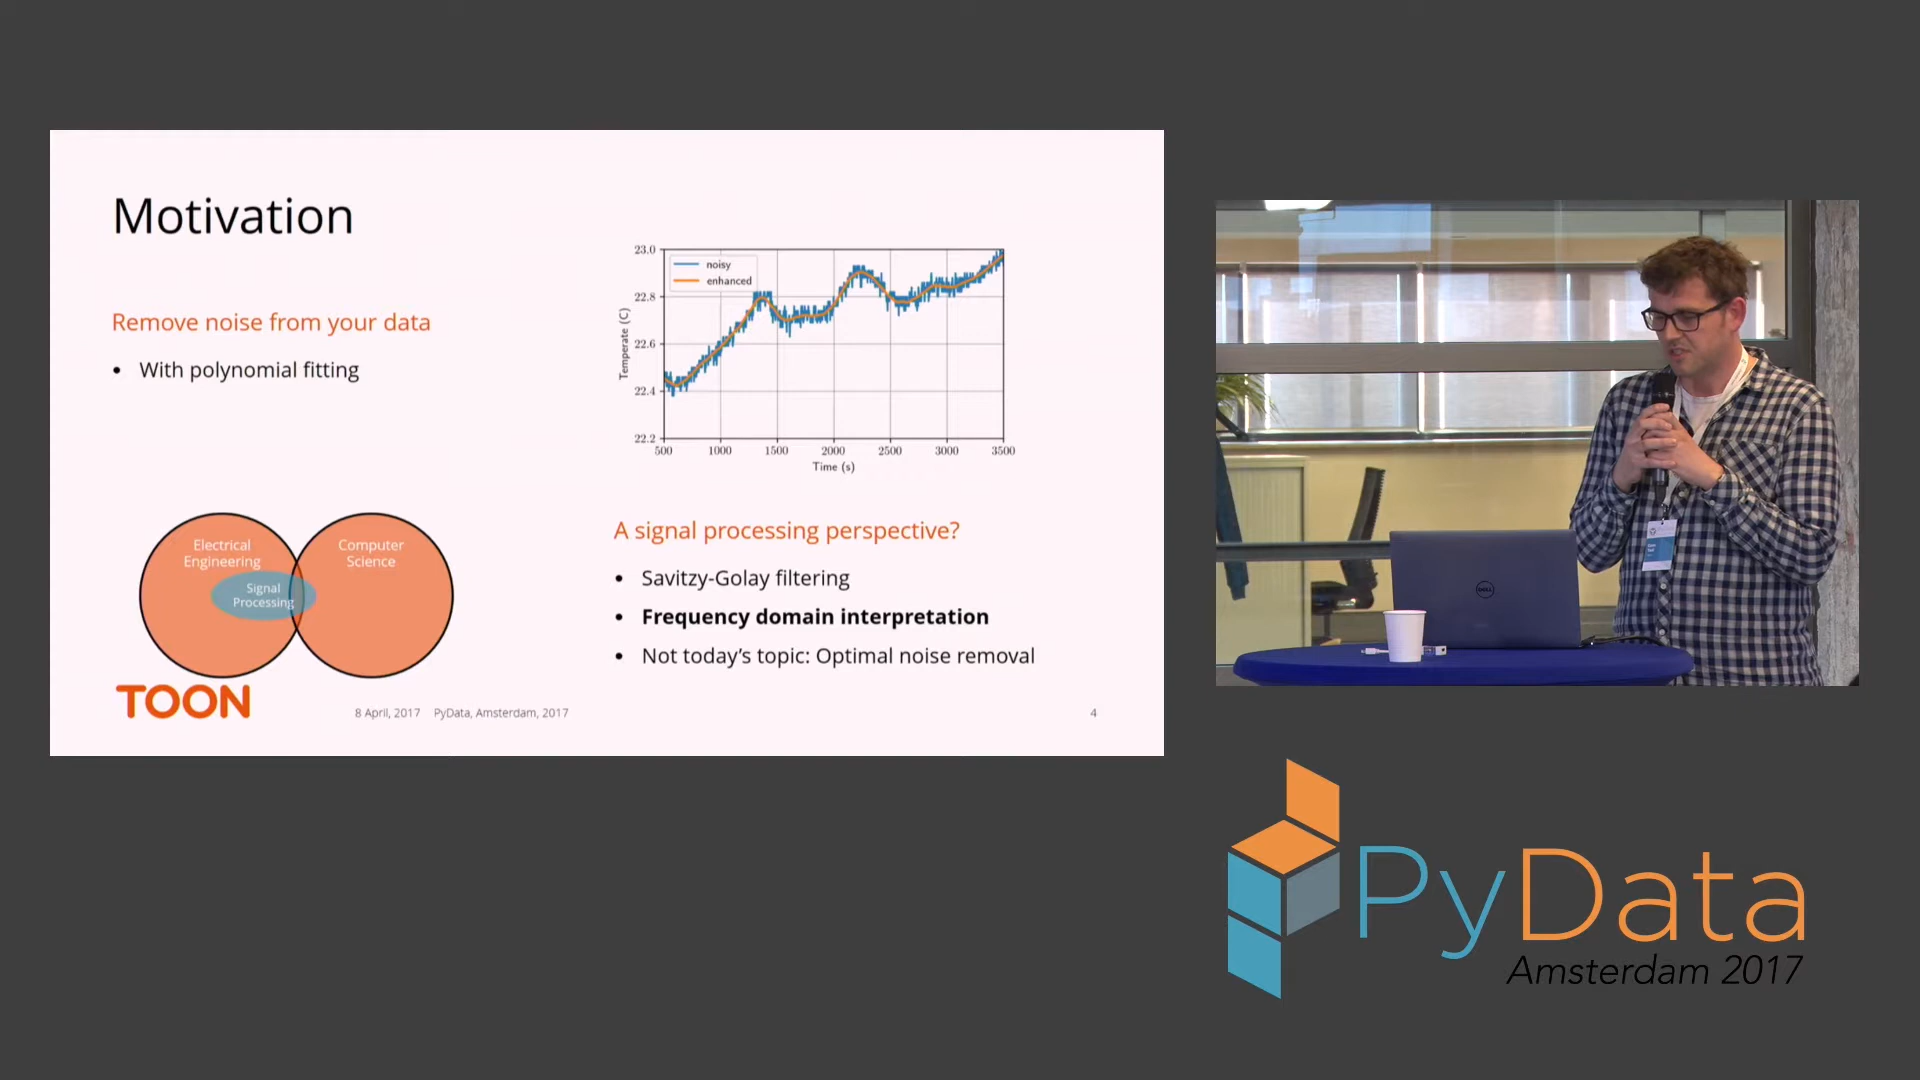 Motivation
Remove noise from your data
• With polynomial fitting
23.0
22.8
22.6
22.4
22.2
500
1000
1500
2000
2500
3000
3500
Temperate (C)
Time (s)
noisy
enhanced
Electrical
Engineering
Signal
Processing
Computer
Science
A signal processing perspective?
• Savitzy-Golay filtering
• Frequency domain interpretation
• Not today’s topic: Optimal noise removal
TOON
8 April, 2017 PyData, Amsterdam, 2017
4
DELL
PyData
Amsterdam 2017